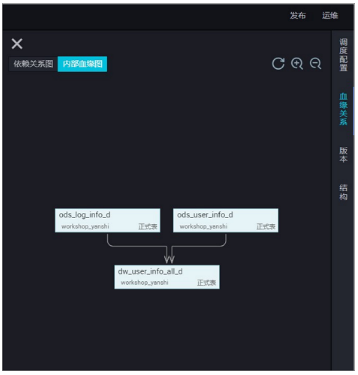 发布 运维
依赖关系图 内部血缘图
调度配置
血缘关系
版本
结构
ods_log_info_d
workshop_yanshi 正式表
ods_user_info_d
workshop_yanshi 正式表
dw_user_info_all_d
workshop_yanshi 正式表